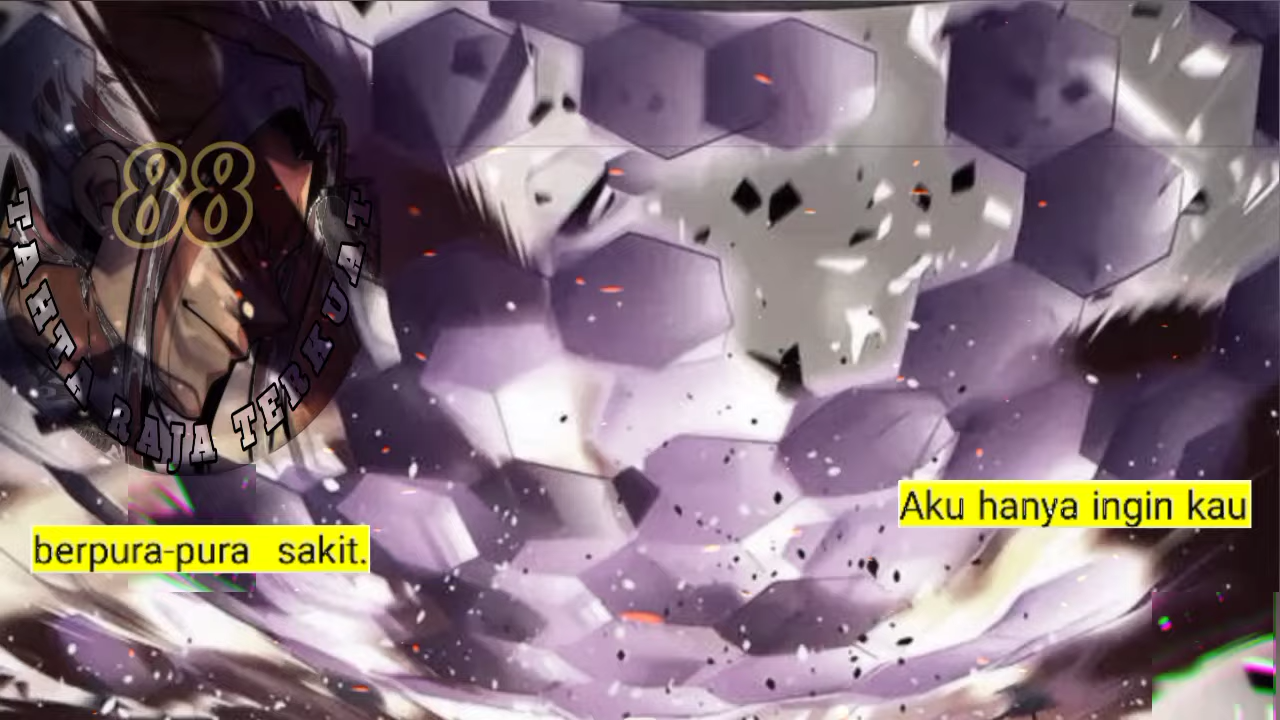 88
TAHTA RAJA TERKUAT
Aku hanya ingin kau
berpura-pura sakit.